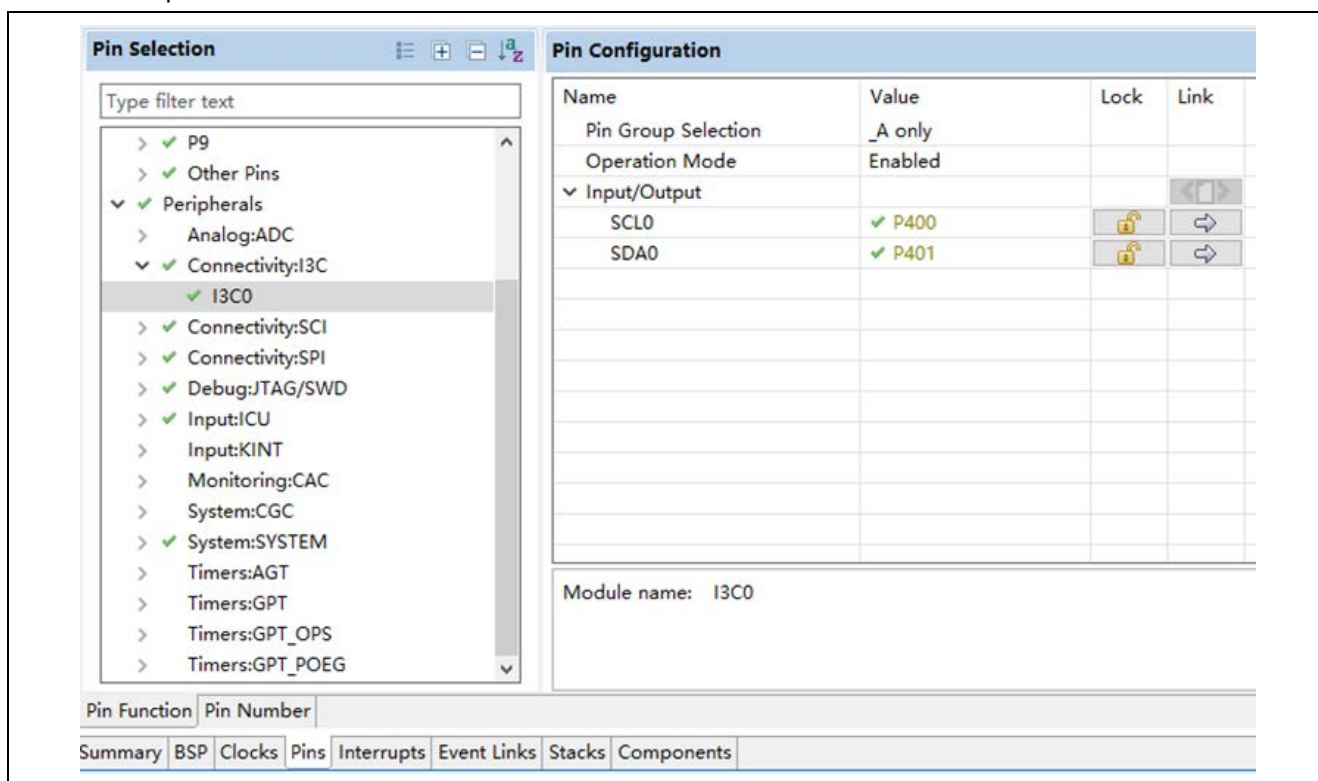 Pin Selection
Type filter text
P9
Other Pins
Peripherals
Analog:ADC
Connectivity:I3C
I3C0
Connectivity:SCI
Connectivity:SPI
Debug:JTAG/SWD
Input:ICU
Input:KINT
Monitoring:CAC
System:CGC
System:SYSTEM
Timers:AGT
Timers:GPT
Timers:GPT_OPS
Timers:GPT_POEG
Pin Configuration
Name Value Lock Link
Pin Group Selection _A only
Operation Mode Enabled
Input/Output
SCL0 P400
SDA0 P401
Module name: I3C0
Pin Function Pin Number
Summary BSP Clocks Pins Interrupts Event Links Stacks Components